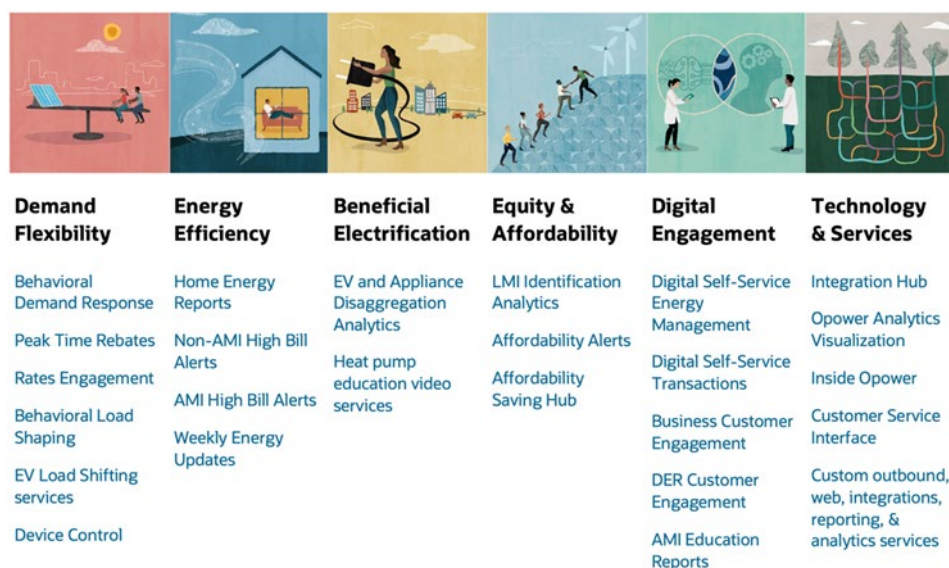 Demand
Flexibility
Behavioral
Demand Response
Peak Time Rebates
Rates Engagement
Behavioral Load
Shaping
EV Load Shifting
services
Device Control
Energy
Efficiency
Home Energy
Reports
Non-AMI High Bill
Alerts
AMI High Bill Alerts
Weekly Energy
Updates
Beneficial
Electrification
EV and Appliance
Disaggregation
Analytics
Heat pump
education video
services
Equity &
Affordability
LMI Identification
Analytics
Affordability Alerts
Affordability
Saving Hub
Digital
Engagement
Digital Self-Service
Energy
Management
Digital Self-Service
Transactions
Business Customer
Engagement
DER Customer
Engagement
AMI Education
Reports
Technology
& Services
Integration Hub
Opower Analytics
Visualization
Inside Opower
Customer Service
Interface
Custom outbound,
web, integrations,
reporting, &
analytics services